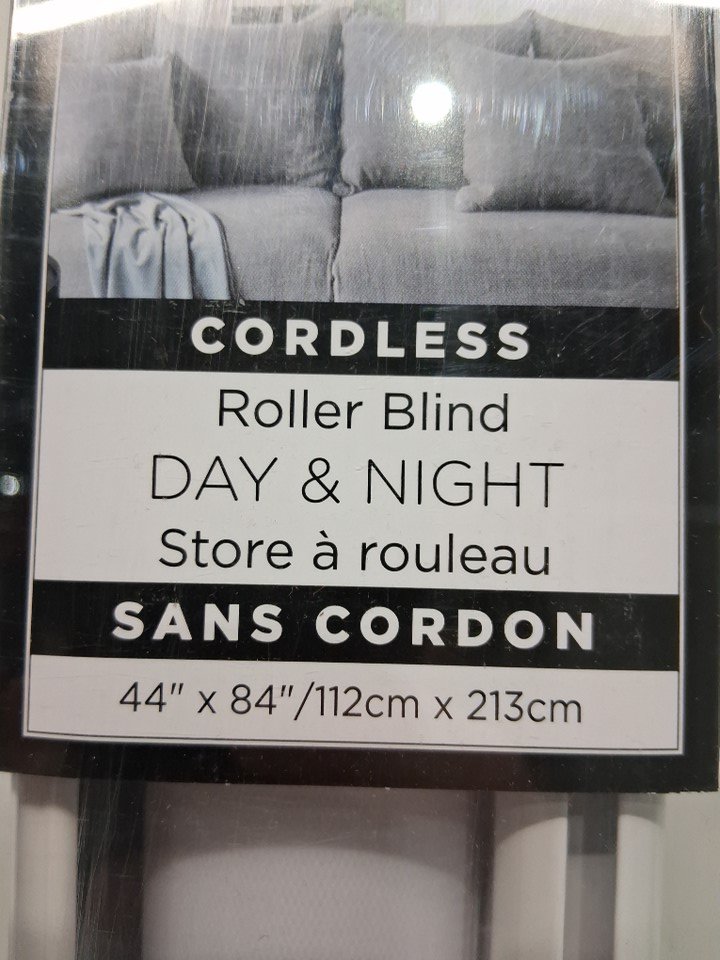 CORDLESS
Roller Blind
DAY & NIGHT
Store à rouleau
SANS CORDON
44" x 84"/112cm x 213cm